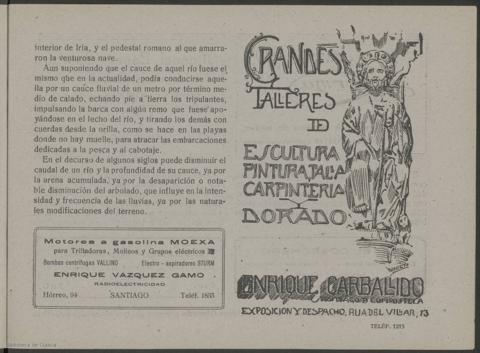 interior de Iria, y el pedestal romano al que amarra-
ron la venturosa nave.
Aun suponiendo que el cauce de aquel río fuese el
mismo que en la actualidad, podía conducirse aque-
lla por un cauce fluvial de un metro por término me-
dio de calado, echando pie a tierra los tripulantes,
impulsando la barca con algún remo que fuese apo-
yándose en el lecho del río, y tirando los demás con
cuerdas desde la orilla, como se hace en las playas
donde no hay muelle, para atracar las embarcaciones
dedicadas a la pesca y al cabotaje.
En el decurso de algunos siglos puede disminuir el
caudal de un río y la profundidad de su cauce, ya por
la arena acumulada, ya por la desaparición o nota-
ble disminución del arbolado, que influye en la inten-
sidad y frecuencia de las lluvias, ya por las natura-
les modificaciones del terreno.
Motores a gasolina MOEXA
para Trilladoras, Molinos y Grupos eléctricos
Bombas centrífugas VALLINO Electro-aspiradores STURM
ENRIQUE VAZQUEZ GAMO
RADIOELECTRICIDAD
Hórreo, 94 SANTIAGO Teléf. 1835
GRANDES
TALLERES
DE
ESCULTURA
PINTURA, TALLA
CARPINTERIA
Y
DORADO
ENRIQUE CARBALLIDO
EXPOSICION Y DESPACHO, RUA DEL VILLAR, 13
TELÉF. 1213